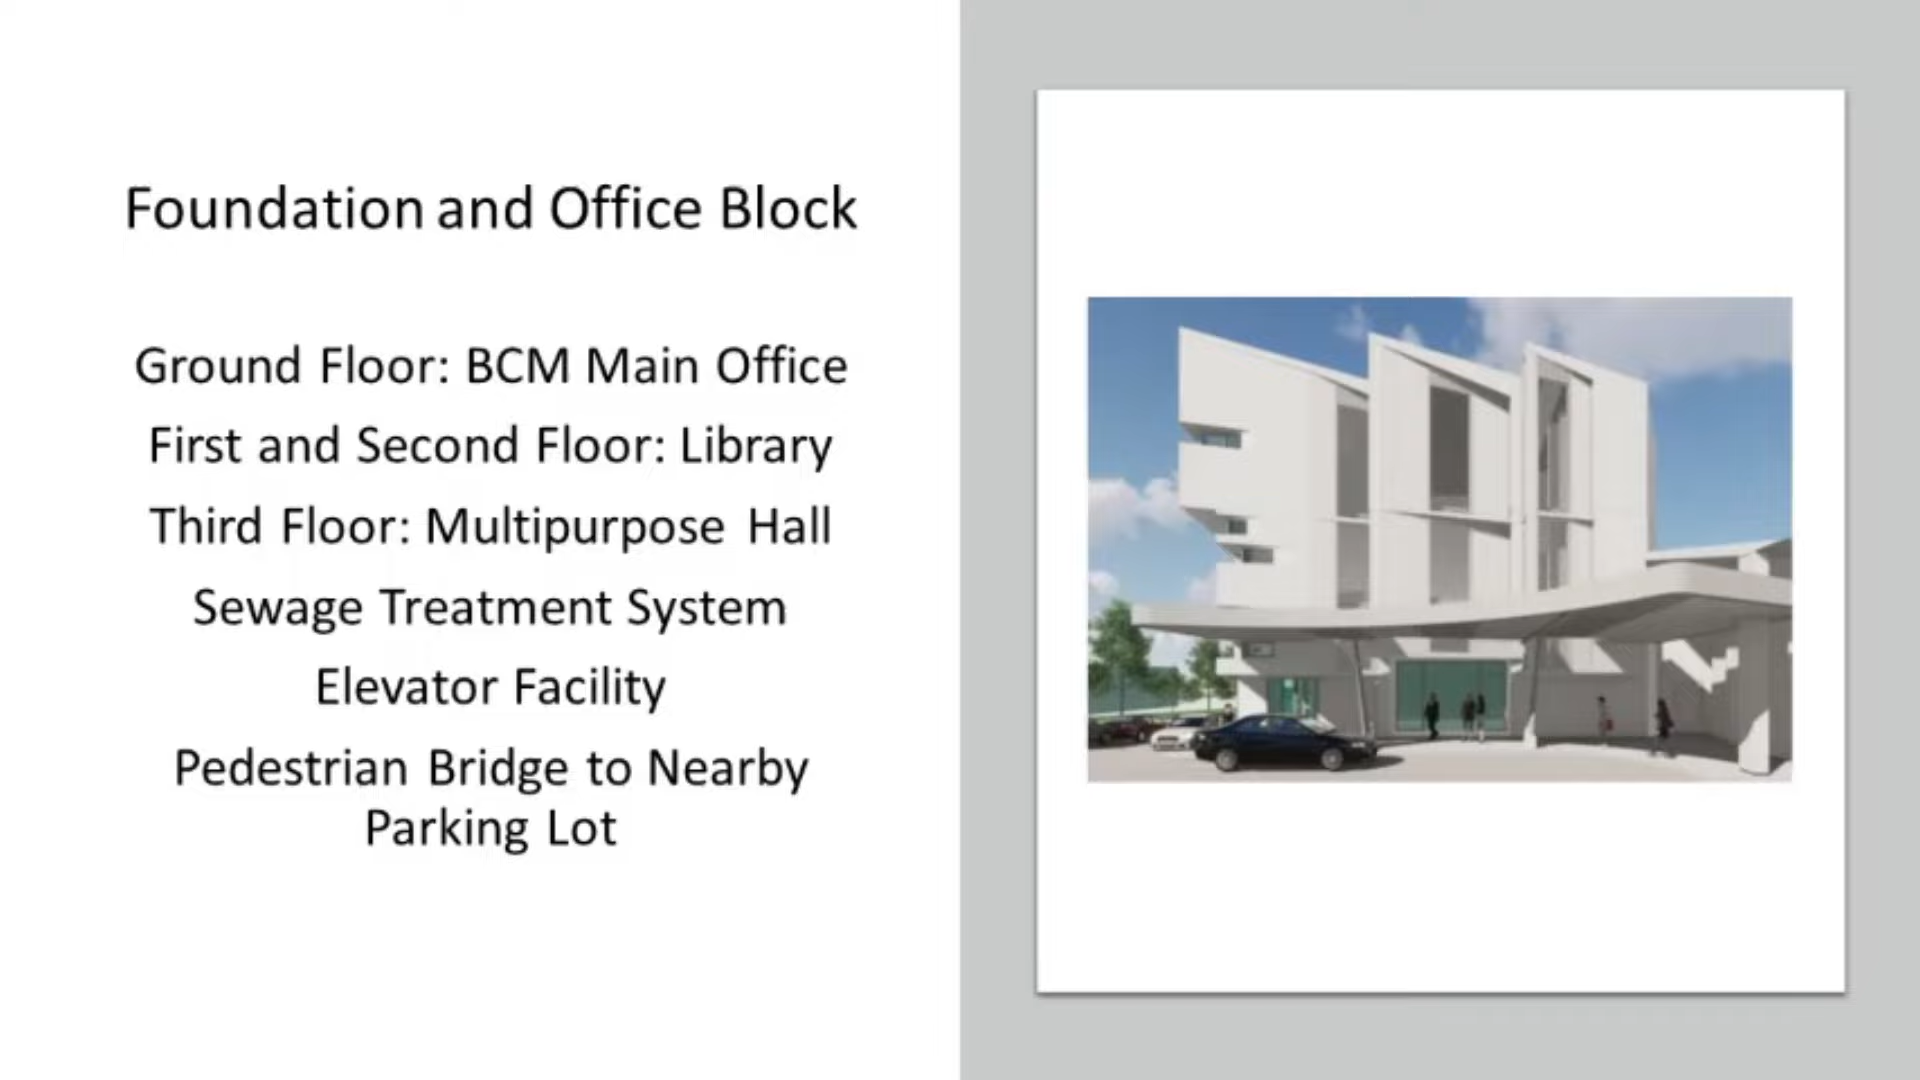 Foundation and Office Block
Ground Floor: BCM Main Office
First and Second Floor: Library
Third Floor: Multipurpose Hall
Sewage Treatment System
Elevator Facility
Pedestrian Bridge to Nearby
Parking Lot